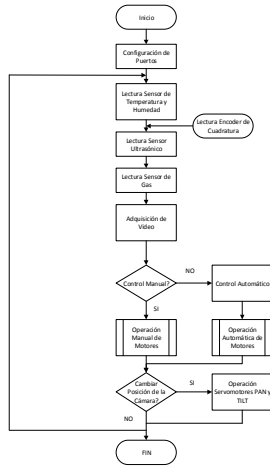 Inicio
Configuración de
Puertos
Lectura Sensor de
Temperatura y
Humedad
Lectura Encoder de
Cuadratura
Lectura Sensor
Ultrasónico
Lectura Sensor de
Gas
Adquisición de
Video
Control Manual?
NO
Control Automático
SI
Operación
Manual de
Motores
Operación
Automática de
Motores
Cambiar
Posición de la
Cámara?
SI
Operación
Servomotores PAN y
TILT
NO
FIN